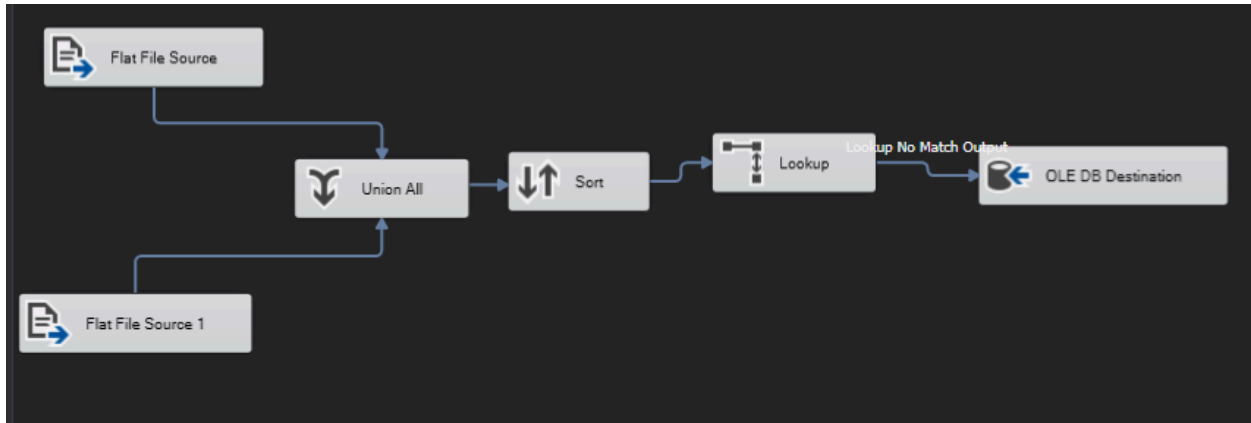 Flat File Source
Union All
Sort
Lookup
Lookup No Match Output
OLE DB Destination
Flat File Source 1